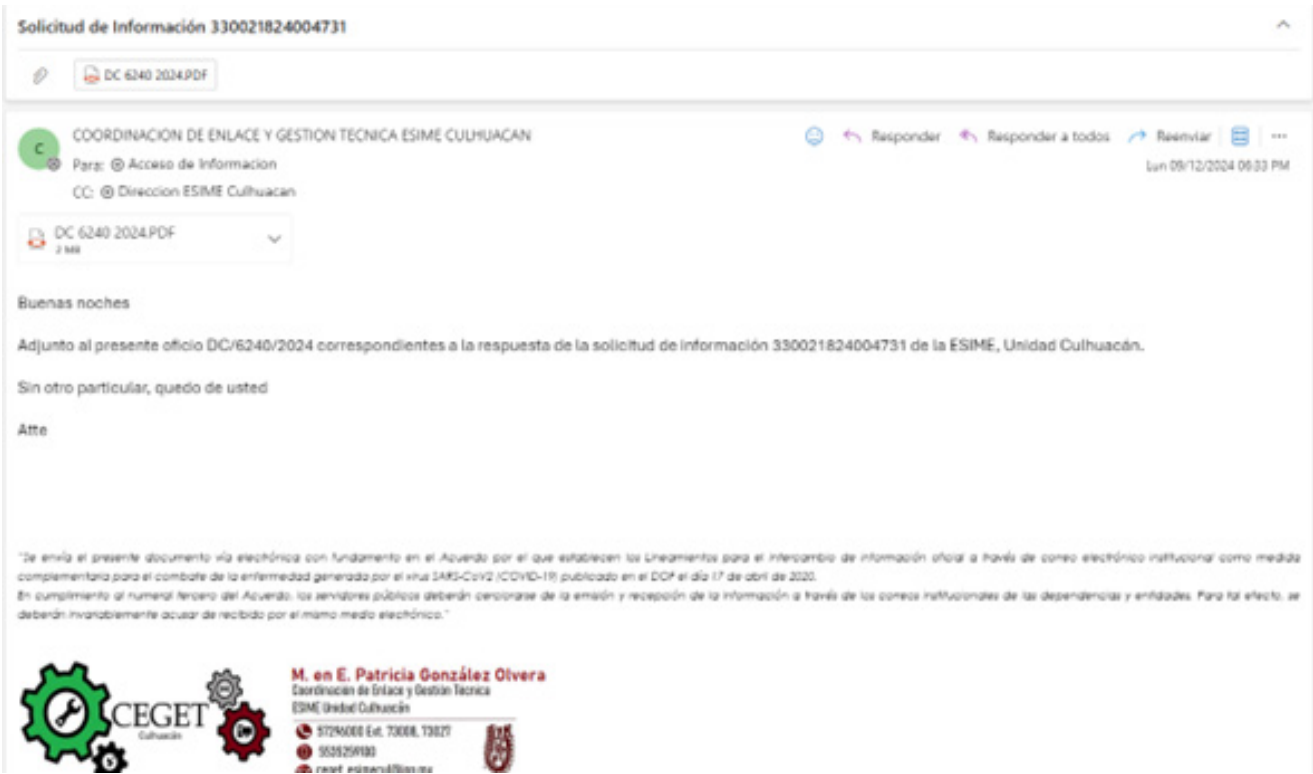 Solicitud de Información 330021824004731
DC 6240 2024.PDF
C
COORDINACION DE ENLACE Y GESTION TECNICA ESIME CULHUACAN
Responder
Responder a todos
Reenviar
Para: Acceso de Informacion
Lun 09/12/2024 06:33 PM
CC: Direccion ESIME Culhuacan
DC 6240 2024.PDF
2 MB
Buenas noches
Adjunto al presente oficio DC/6240/2024 correspondientes a la respuesta de la solicitud de información 330021824004731 de la ESIME, Unidad Culhuacán.
Sin otro particular, quedo de usted
Atte
"Se envía el presente documento vía electrónica con fundamento en el Acuerdo por el que establecen los Lineamientos para el intercambio de información oficial a través de correo electrónico institucional como medida
complementaria para el combate de la enfermedad generada por el virus SARS-CoV2 (COVID-19) publicado en el DOF el día 17 de abril de 2020.
En cumplimiento al numeral tercero del Acuerdo, los servidores públicos deberán cerciorarse de la emisión y recepción de la información a través de los correos institucionales de las dependencias y entidades. Para tal efecto, se
deberán invariablemente acusar de recibido por el mismo medio electrónico."
CEGET
Culhuacán
M. en E. Patricia González Olvera
Coordinación de Enlace y Gestión Técnica
ESIME Unidad Culhuacán
57296000 Ext. 73008, 73027
5535259100